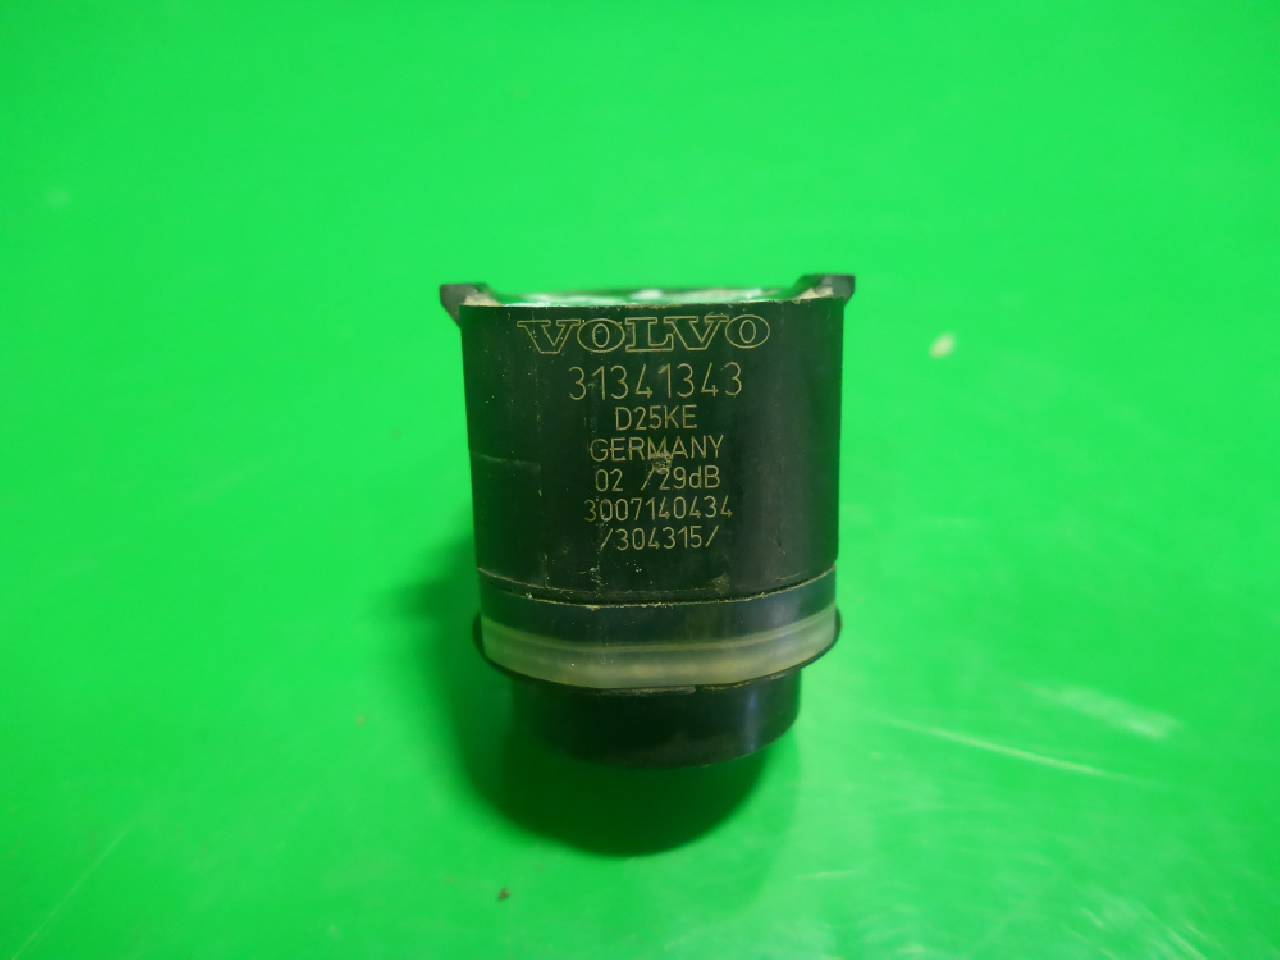 VOLVO
31341343
D25KE
GERMANY
02 /29dB
3007140434
/304315/